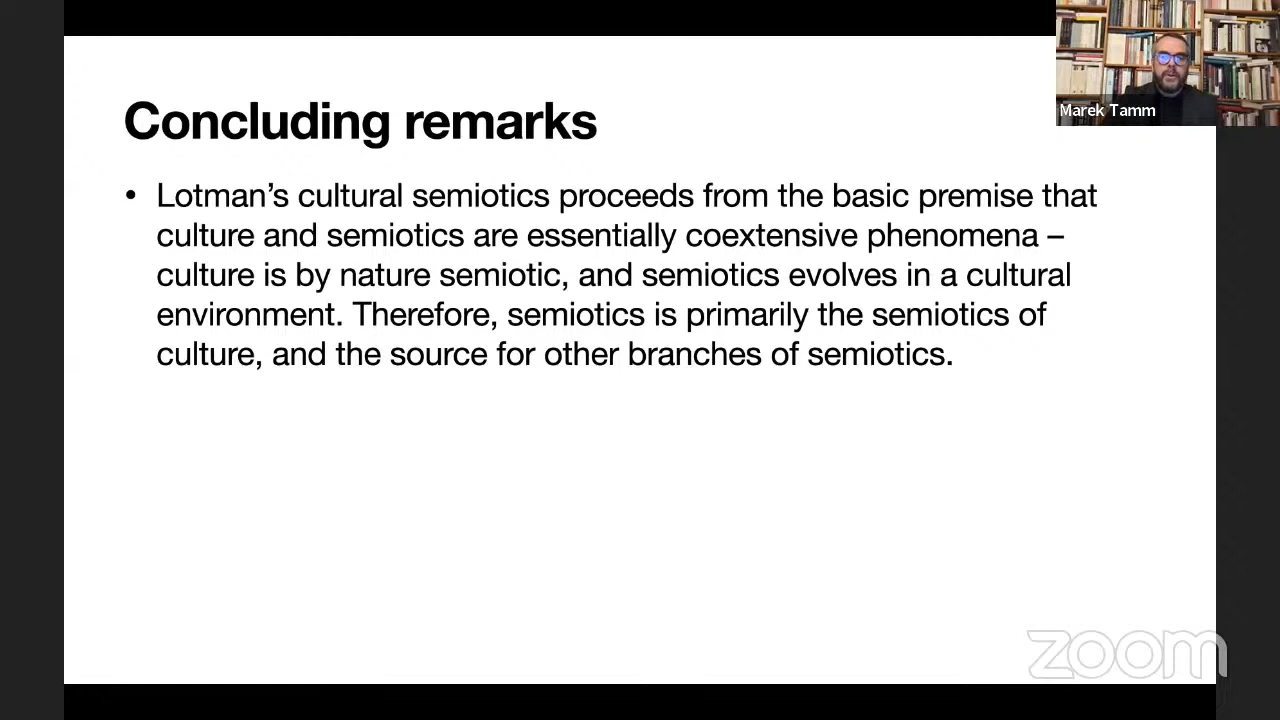 Marek Tamm
Concluding remarks
• Lotman’s cultural semiotics proceeds from the basic premise that
culture and semiotics are essentially coextensive phenomena –
culture is by nature semiotic, and semiotics evolves in a cultural
environment. Therefore, semiotics is primarily the semiotics of
culture, and the source for other branches of semiotics.
zoom